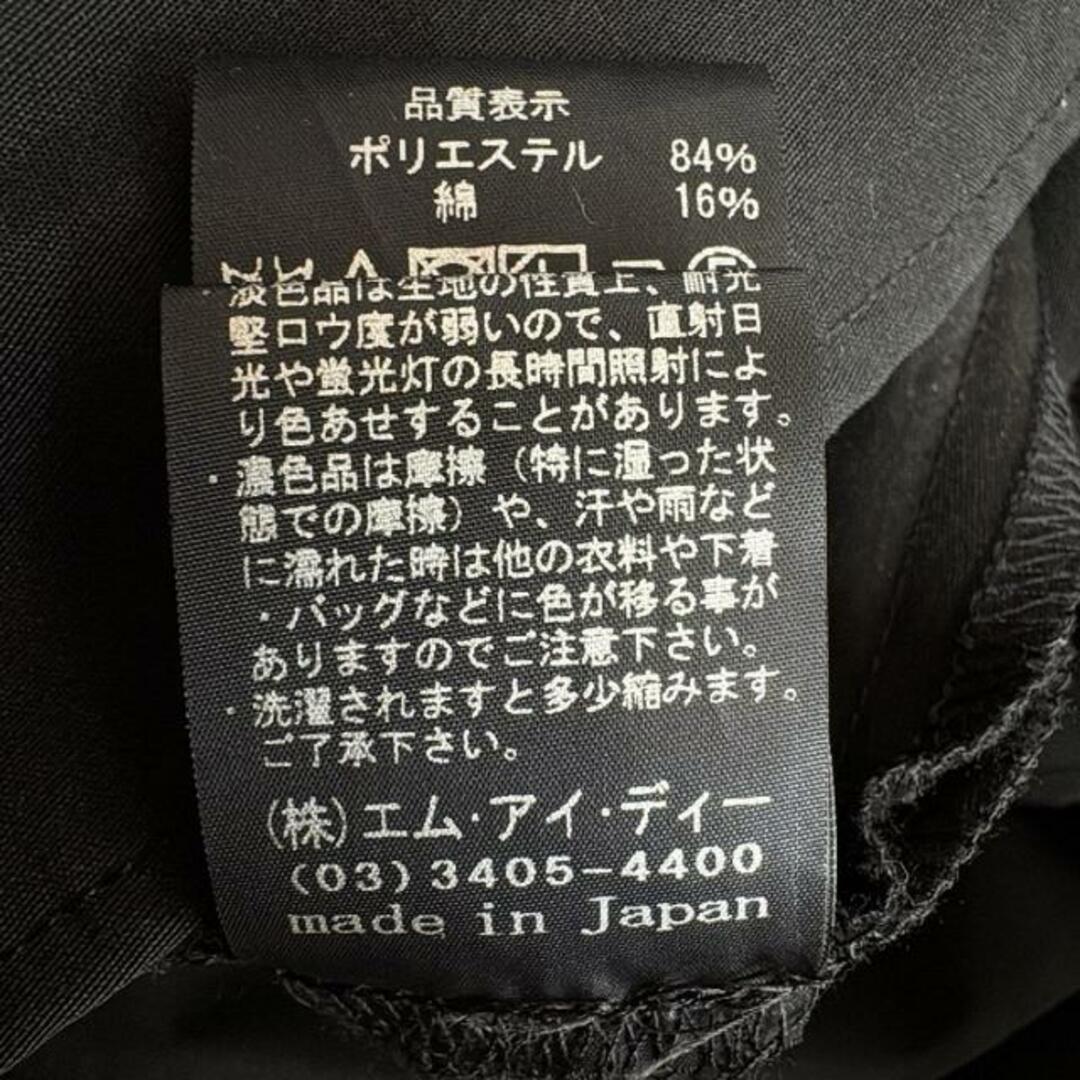 品質表示
ポリエステル 84%
綿 16%
淡色品は生地の性質上、耐光
堅ロウ度が弱いので、直射日
光や蛍光灯の長時間照射によ
り色あせすることがあります。
・濃色品は摩擦（特に湿った状
態での摩擦）や、汗や雨など
に濡れた時は他の衣料や下着
・バッグなどに色が移る事が
ありますのでご注意下さい。
・洗濯されますと多少縮みます。
ご了承下さい。
(株)エム・アイ・ディー
(03)3405-4400
made in Japan